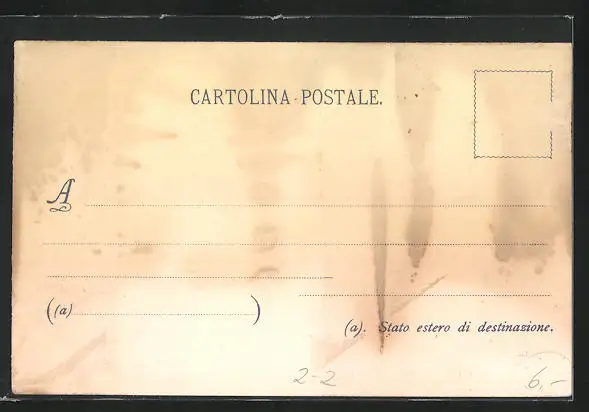 CARTOLINA POSTALE.
A
((a) )
(a). Stato estero di destinazione.
2-2
6,-